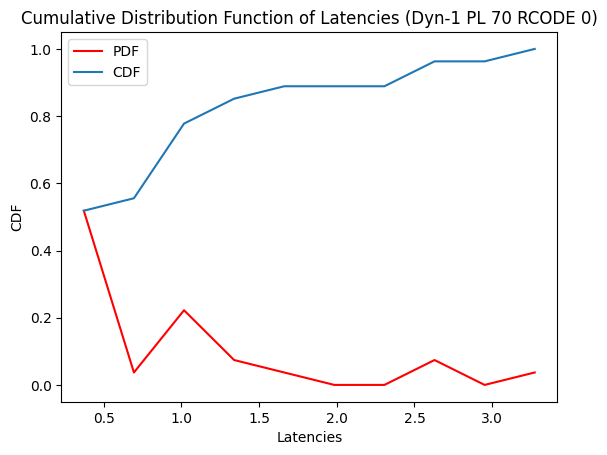 Cumulative Distribution Function of Latencies (Dyn-1 PL 70 RCODE 0)
PDF
CDF
CDF
1.0
0.8
0.6
0.4
0.2
0.0
0.5
1.0
1.5
2.0
2.5
3.0
Latencies